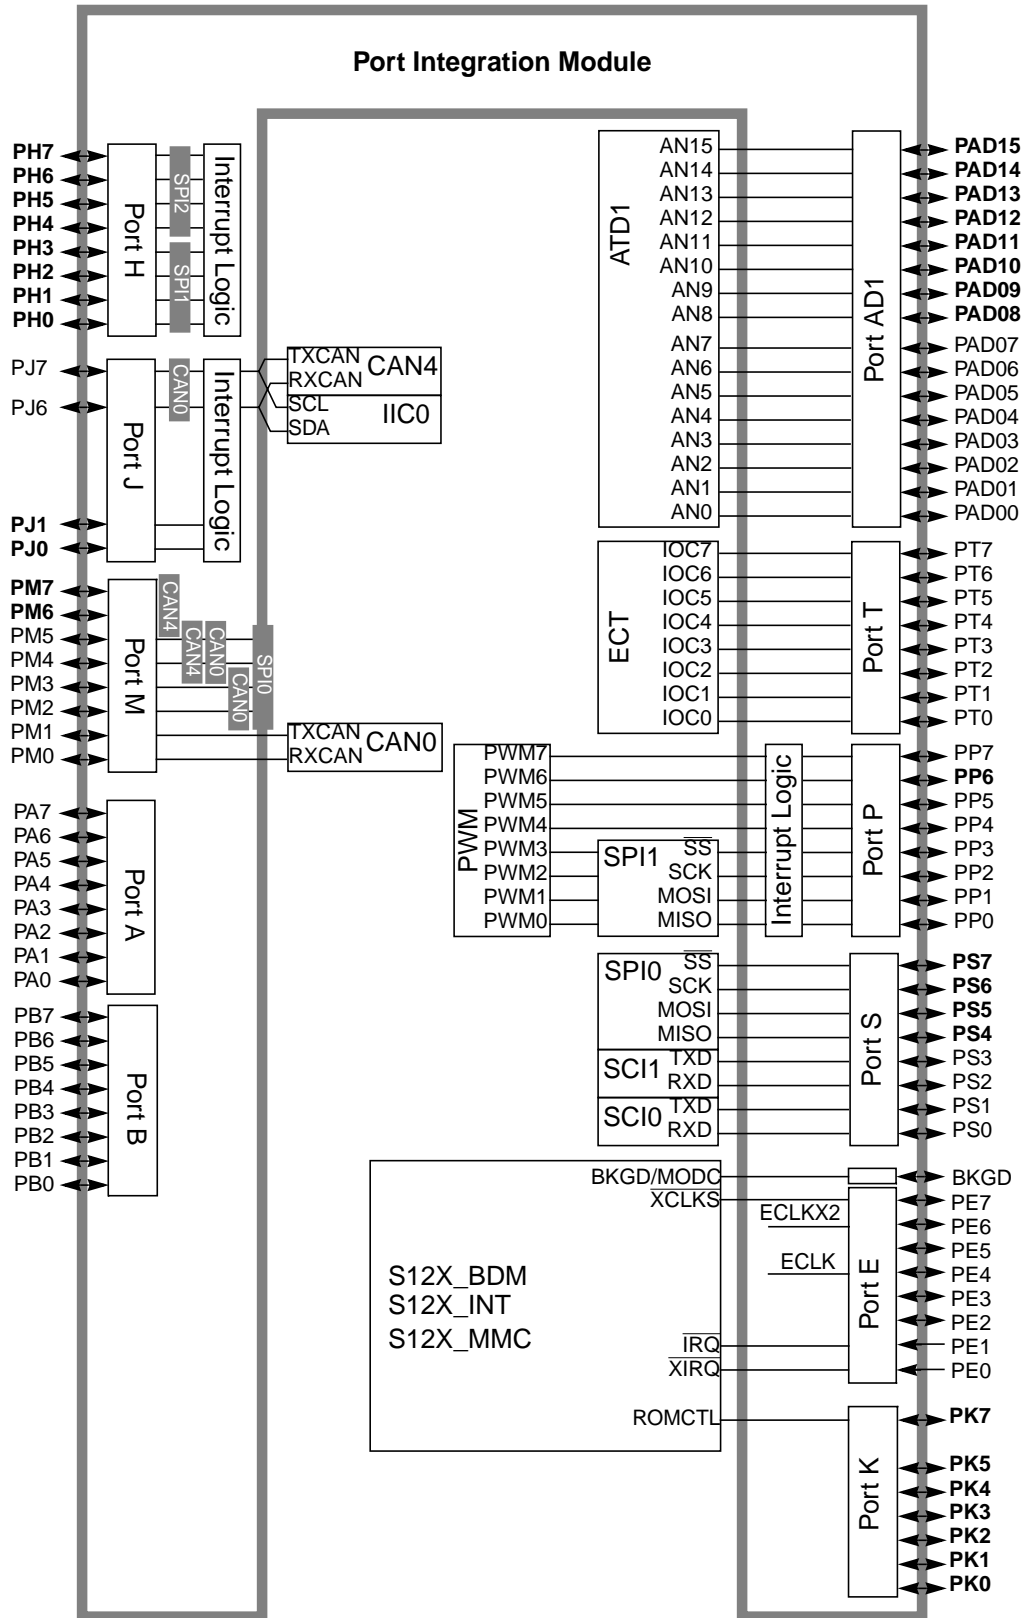 Port Integration Module
PH7
PH6
PH5
PH4
PH3
PH2
PH1
PH0
Port H
SPI2
SPI1
Interrupt Logic
PJ7
PJ6
PJ1
PJ0
Port J
CAN0
Interrupt Logic
TXCAN
RXCAN
CAN4
SCL
SDA
IIC0
PM7
PM6
PM5
PM4
PM3
PM2
PM1
PM0
Port M
CAN4
CAN4
CAN0
CAN0
SPI0
TXCAN
RXCAN
CAN0
PA7
PA6
PA5
PA4
PA3
PA2
PA1
PA0
Port A
PB7
PB6
PB5
PB4
PB3
PB2
PB1
PB0
Port B
ATD1
AN15
AN14
AN13
AN12
AN11
AN10
AN9
AN8
AN7
AN6
AN5
AN4
AN3
AN2
AN1
AN0
Port AD1
PAD15
PAD14
PAD13
PAD12
PAD11
PAD10
PAD09
PAD08
PAD07
PAD06
PAD05
PAD04
PAD03
PAD02
PAD01
PAD00
ECT
IOC7
IOC6
IOC5
IOC4
IOC3
IOC2
IOC1
IOC0
Port T
PT7
PT6
PT5
PT4
PT3
PT2
PT1
PT0
PWM
PWM7
PWM6
PWM5
PWM4
PWM3
PWM2
PWM1
PWM0
SPI1
SS
SCK
MOSI
MISO
Interrupt Logic
Port P
PP7
PP6
PP5
PP4
PP3
PP2
PP1
PP0
SPI0
SS
SCK
MOSI
MISO
SCI1
TXD
RXD
SCI0
TXD
RXD
Port S
PS7
PS6
PS5
PS4
PS3
PS2
PS1
PS0
BKGD/MODC
XCLKS
S12X_BDM
S12X_INT
S12X_MMC
IRQ
XIRQ
ROMCTL
ECLKX2
ECLK
Port E
BKGD
PE7
PE6
PE5
PE4
PE3
PE2
PE1
PE0
Port K
PK7
PK5
PK4
PK3
PK2
PK1
PK0